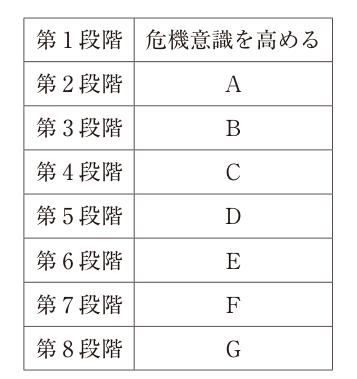 第1段階 危機意識を高める
第2段階 A
第3段階 B
第4段階 C
第5段階 D
第6段階 E
第7段階 F
第8段階 G